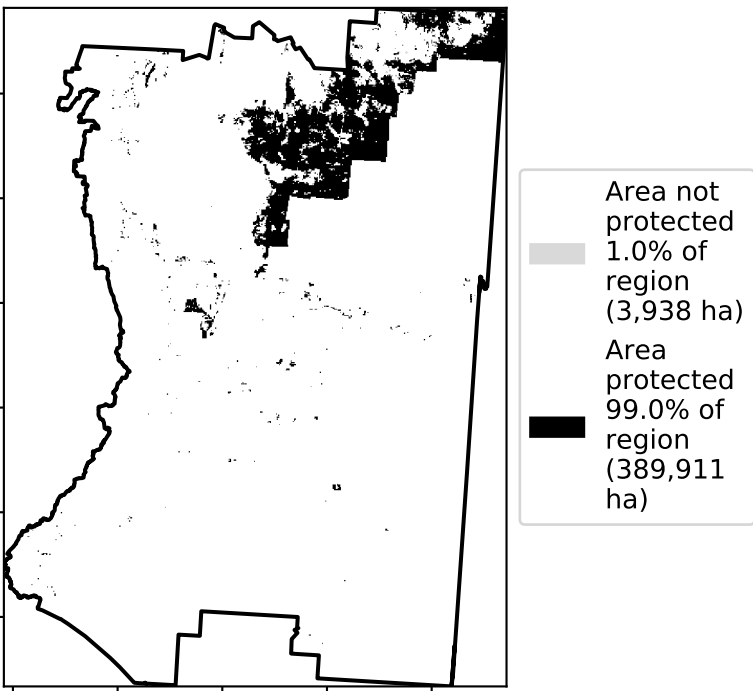 Area not
protected
1.0% of
region
(3,938 ha)
Area
protected
99.0% of
region
(389,911
ha)